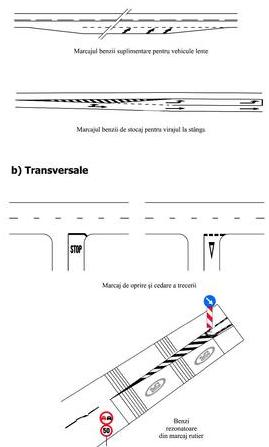 Marcajul benzii suplimentare pentru vehicule lente
Marcajul benzii de stocaj pentru virajul la stânga.
b) Transversale
STOP
Marcaj de oprire și cedare a trecerii
50
Benzi
rezonatoare
din marcaj rutier